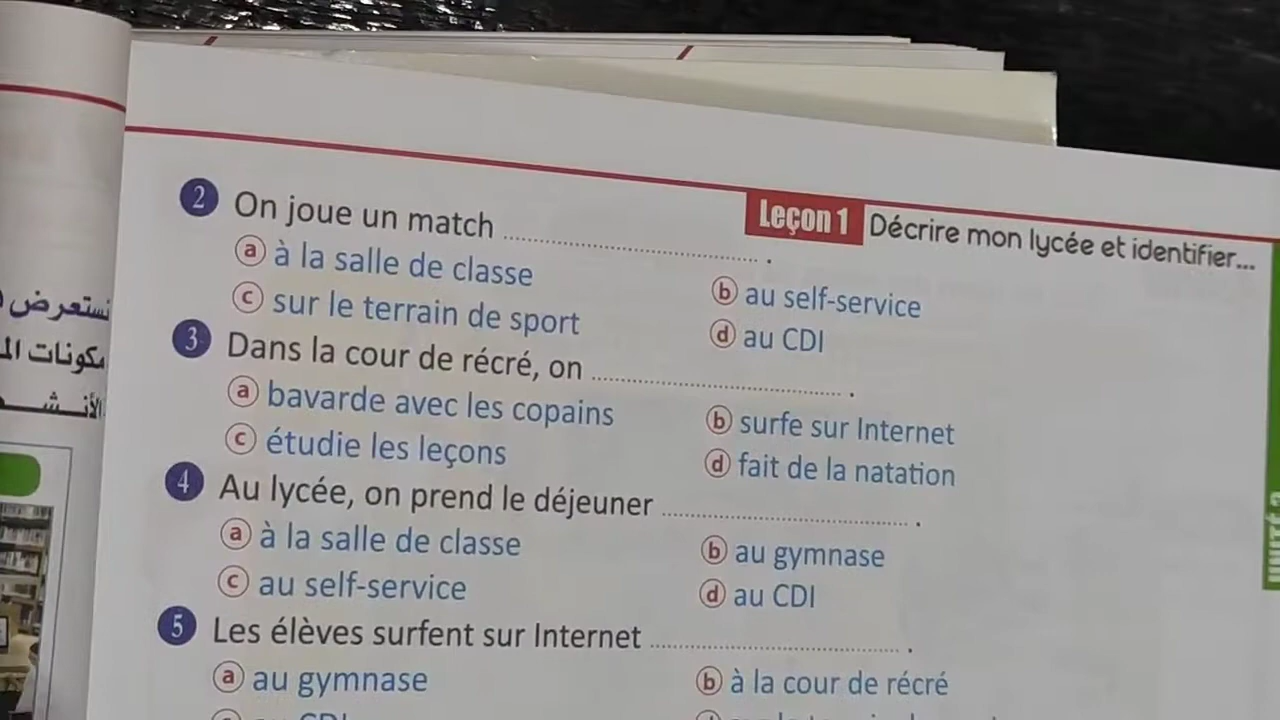 Leçon 1 Décrire mon lycée et identifier...
2 On joue un match .......... .
a à la salle de classe
b au self-service
c sur le terrain de sport
d au CDI
3 Dans la cour de récré, on .......... .
a bavarde avec les copains
b surfe sur Internet
c étudie les leçons
d fait de la natation
4 Au lycée, on prend le déjeuner .......... .
a à la salle de classe
b au gymnase
c au self-service
d au CDI
5 Les élèves surfent sur Internet .......... .
a au gymnase
b à la cour de récré
نستعرض
مكونات